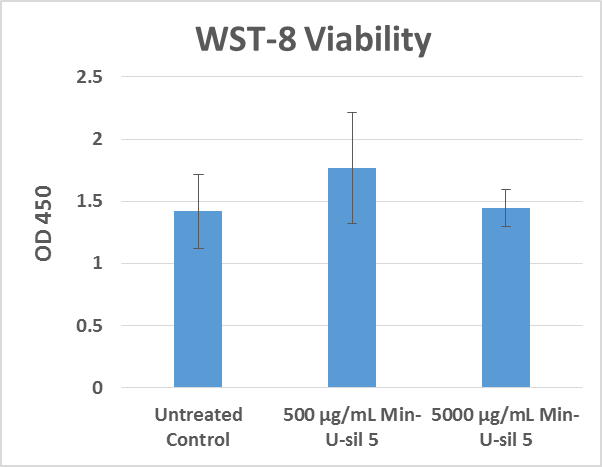 WST-8 Viability
2.5
2
1.5
1
0.5
0
OD 450
Untreated
Control
500 µg/mL Min-
U-sil 5
5000 µg/mL Min-
U-sil 5